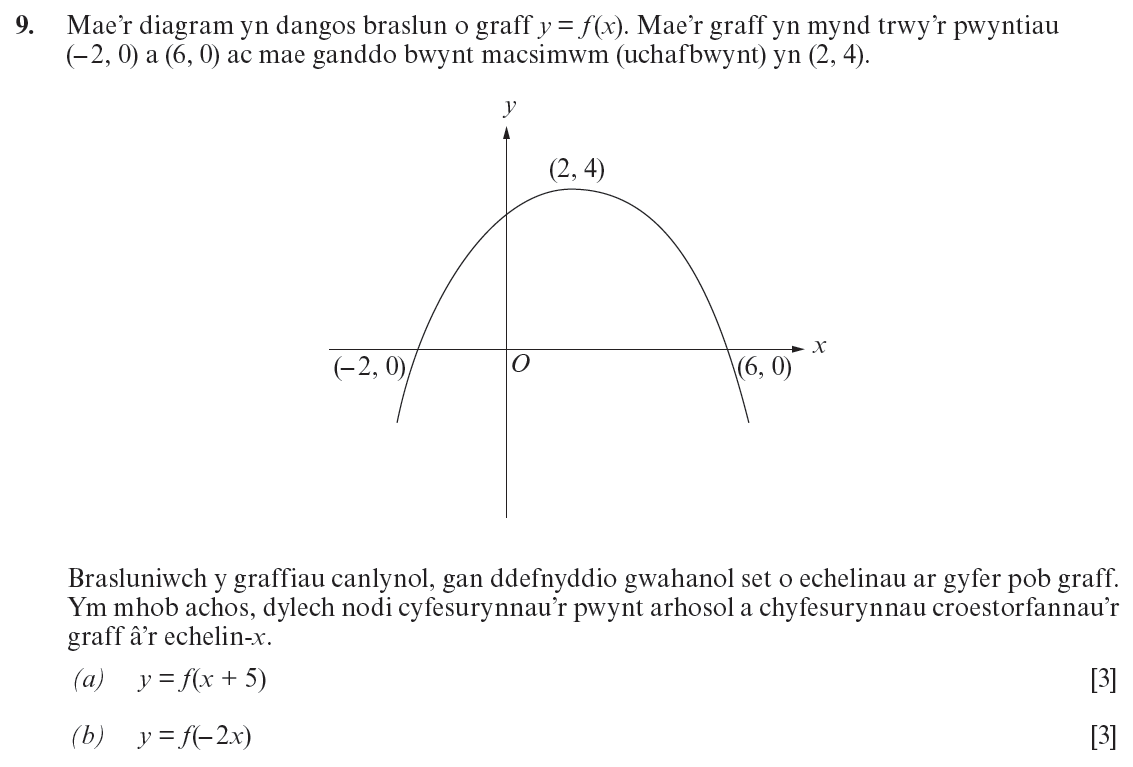 9. Mae'r diagram yn dangos braslun o graff y = f(x). Mae'r graff yn mynd trwy'r pwyntiau
(–2, 0) a (6, 0) ac mae ganddo bwynt macsimwm (uchafbwynt) yn (2, 4).
y
(2, 4)
x
(–2, 0)
O
(6, 0)
Brasluniwch y graffiau canlynol, gan ddefnyddio gwahanol set o echelinau ar gyfer pob graff.
Ym mhob achos, dylech nodi cyfesurynnau'r pwynt arhosol a chyfesurynnau croestorfannau'r
graff â'r echelin-x.
(a) y = f(x + 5) [3]
(b) y = f(–2x) [3]